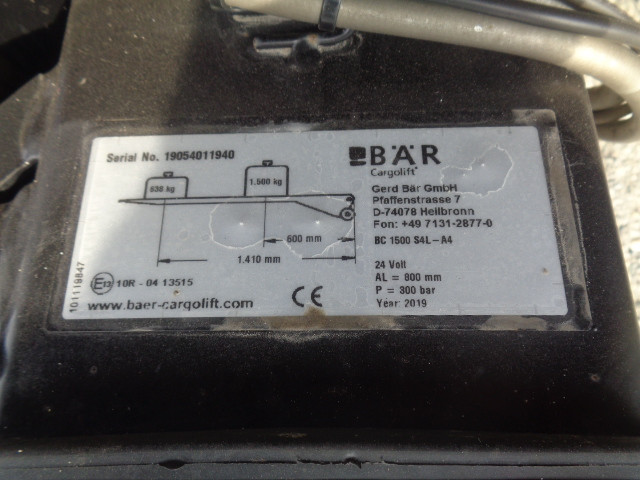 Serial No. 19054011940
BÄR
Cargolift
638 kg
1.500 kg
600 mm
1.410 mm
Gerd Bär GmbH
Pfaffenstrasse 7
D-74078 Heilbronn
Fon: +49 7131-2877-0
BC 1500 S4L-A4
24 Volt
AL = 800 mm
P = 300 bar
Year: 2019
E13 10R - 04 13515
www.baer-cargolift.com
CE
101119847